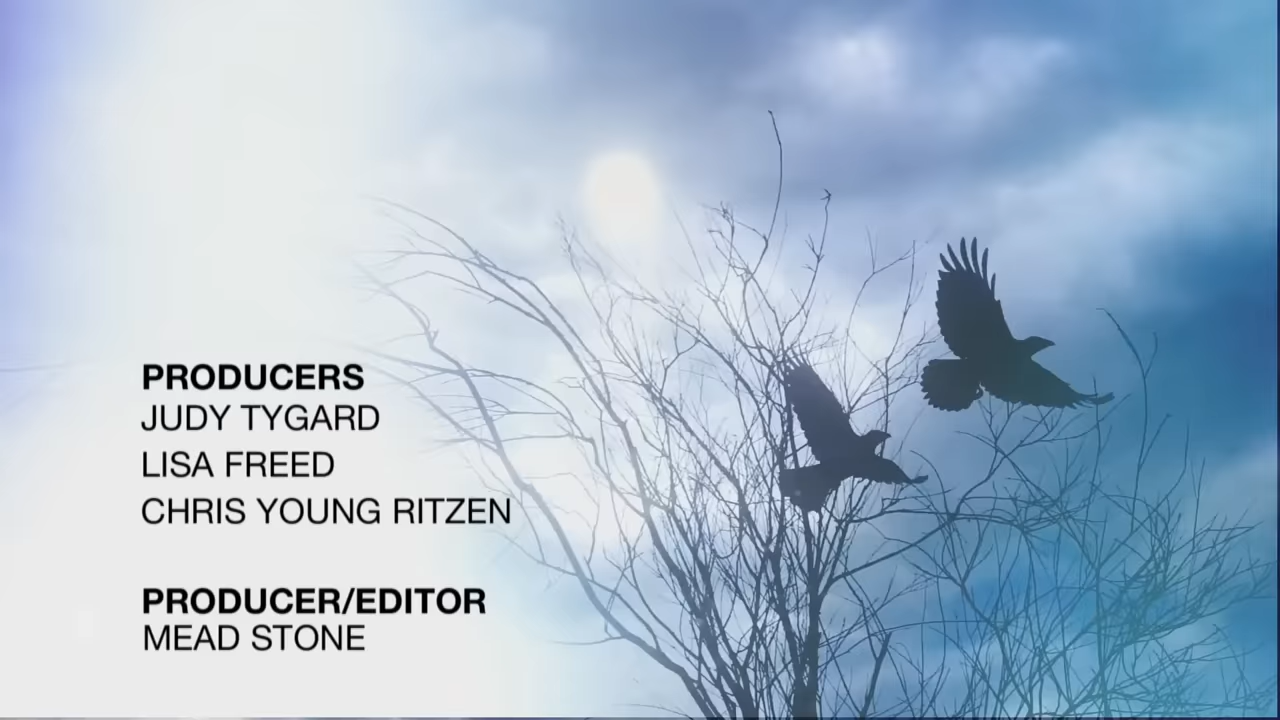 PRODUCERS
JUDY TYGARD
LISA FREED
CHRIS YOUNG RITZEN
PRODUCER/EDITOR
MEAD STONE